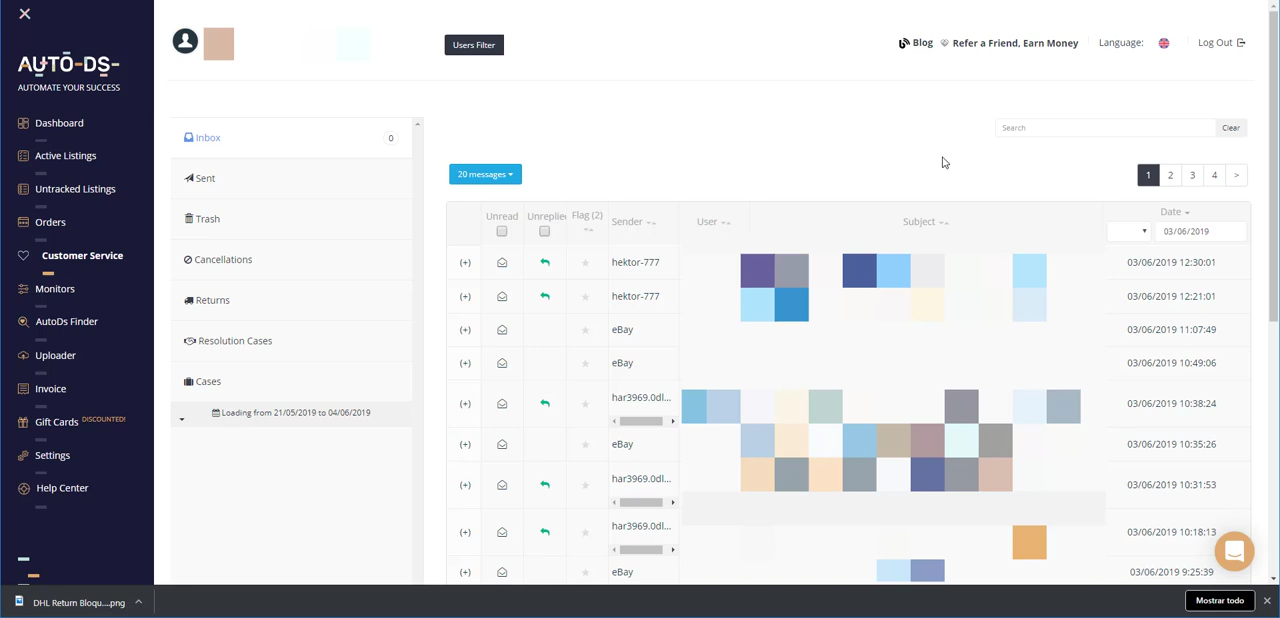 Users Filter
Blog
Refer a Friend, Earn Money
Language:
Log Out
AUTO-DS-
AUTOMATE YOUR SUCCESS
Dashboard
Active Listings
Untracked Listings
Orders
Customer Service
Monitors
AutoDs Finder
Uploader
Invoice
Gift Cards DISCOUNTED!
Settings
Help Center
Inbox 0
Sent
Trash
Cancellations
Returns
Resolution Cases
Cases
Loading from 21/05/2019 to 04/06/2019
Search Clear
20 messages
1 2 3 4 >
Unread Unreplied Flag (2) Sender User Subject Date
03/06/2019
(+) hektor-777 03/06/2019 12:30:01
(+) hektor-777 03/06/2019 12:21:01
(+) eBay 03/06/2019 11:07:49
(+) eBay 03/06/2019 10:49:06
(+) har3969.0dl... 03/06/2019 10:38:24
(+) eBay 03/06/2019 10:35:26
(+) har3969.0dl... 03/06/2019 10:31:53
(+) har3969.0dl... 03/06/2019 10:18:13
(+) eBay 03/06/2019 9:25:39
DHL Return Bloqu....png
Mostrar todo